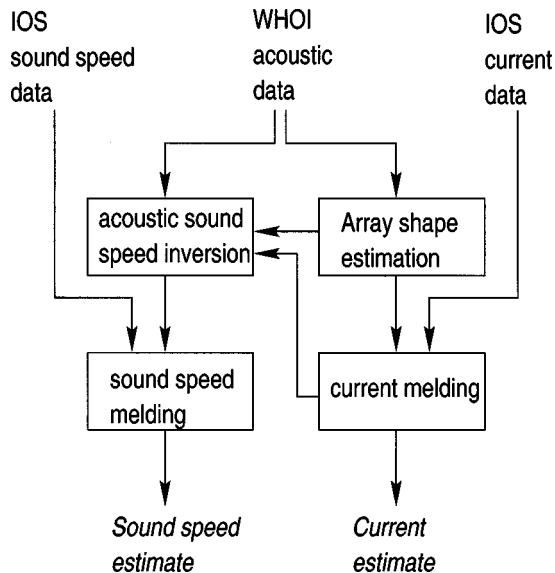 IOS
sound speed
data
WHOI
acoustic
data
IOS
current
data
acoustic sound
speed inversion
Array shape
estimation
sound speed
melding
current melding
Sound speed
estimate
Current
estimate